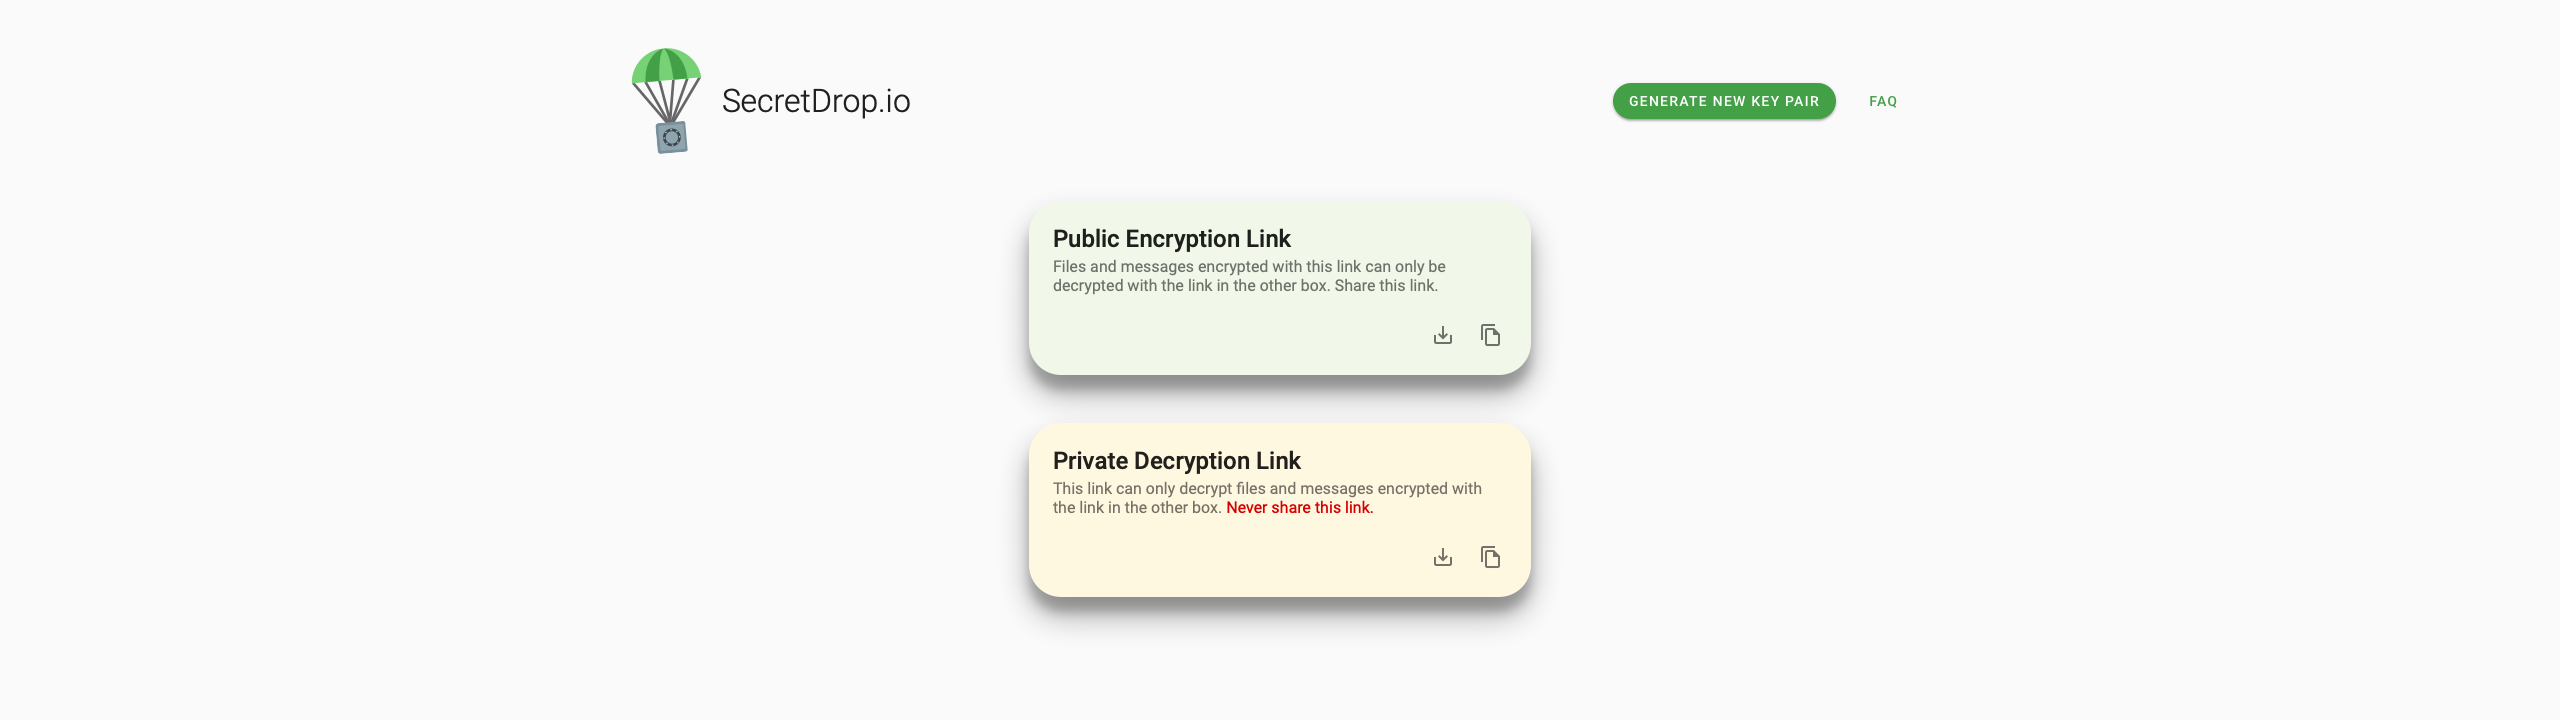 SecretDrop.io
GENERATE NEW KEY PAIR
FAQ
Public Encryption Link
Files and messages encrypted with this link can only be
decrypted with the link in the other box. Share this link.
Private Decryption Link
This link can only decrypt files and messages encrypted with
the link in the other box. Never share this link.